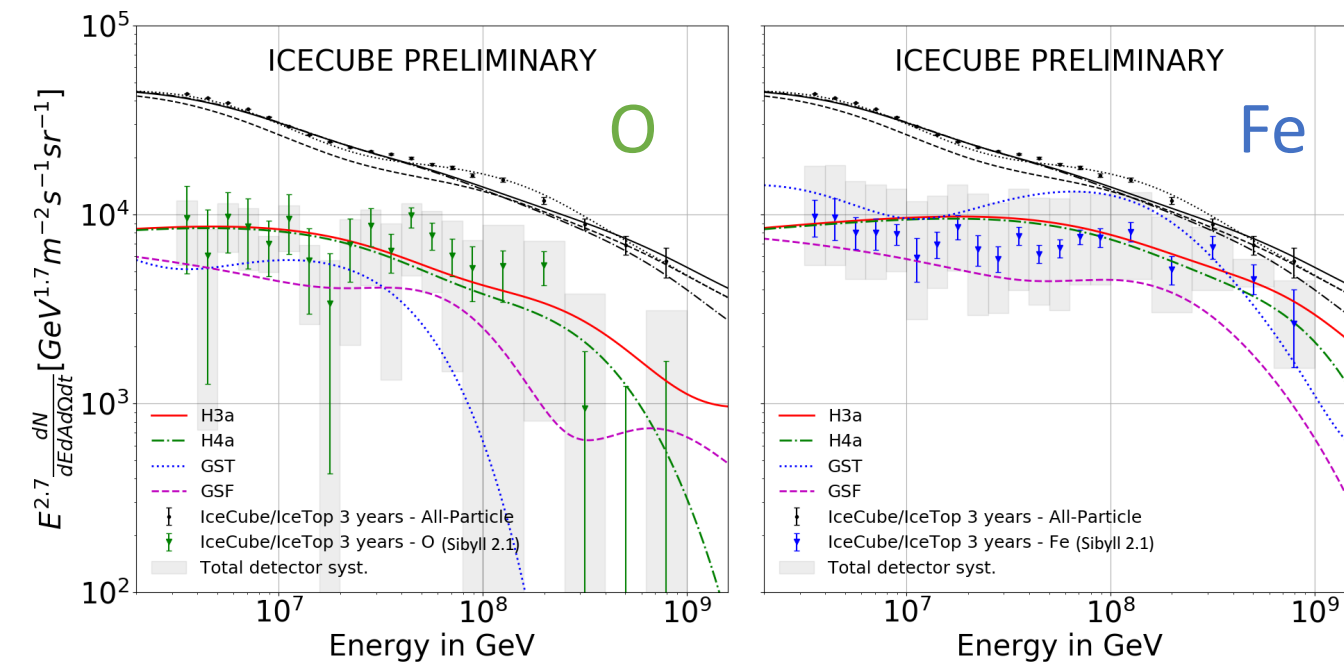 ICECUBE PRELIMINARY
O
E^2.7 dN/dEdAdΩdt [GeV^1.7 m^−2 s^−1 sr^−1]
10^5
10^4
10^3
10^2
H3a
H4a
GST
GSF
IceCube/IceTop 3 years - All-Particle
IceCube/IceTop 3 years - O (Sibyll 2.1)
Total detector syst.
10^7 10^8 10^9
Energy in GeV
ICECUBE PRELIMINARY
Fe
H3a
H4a
GST
GSF
IceCube/IceTop 3 years - All-Particle
IceCube/IceTop 3 years - Fe (Sibyll 2.1)
Total detector syst.
10^7 10^8 10^9
Energy in GeV